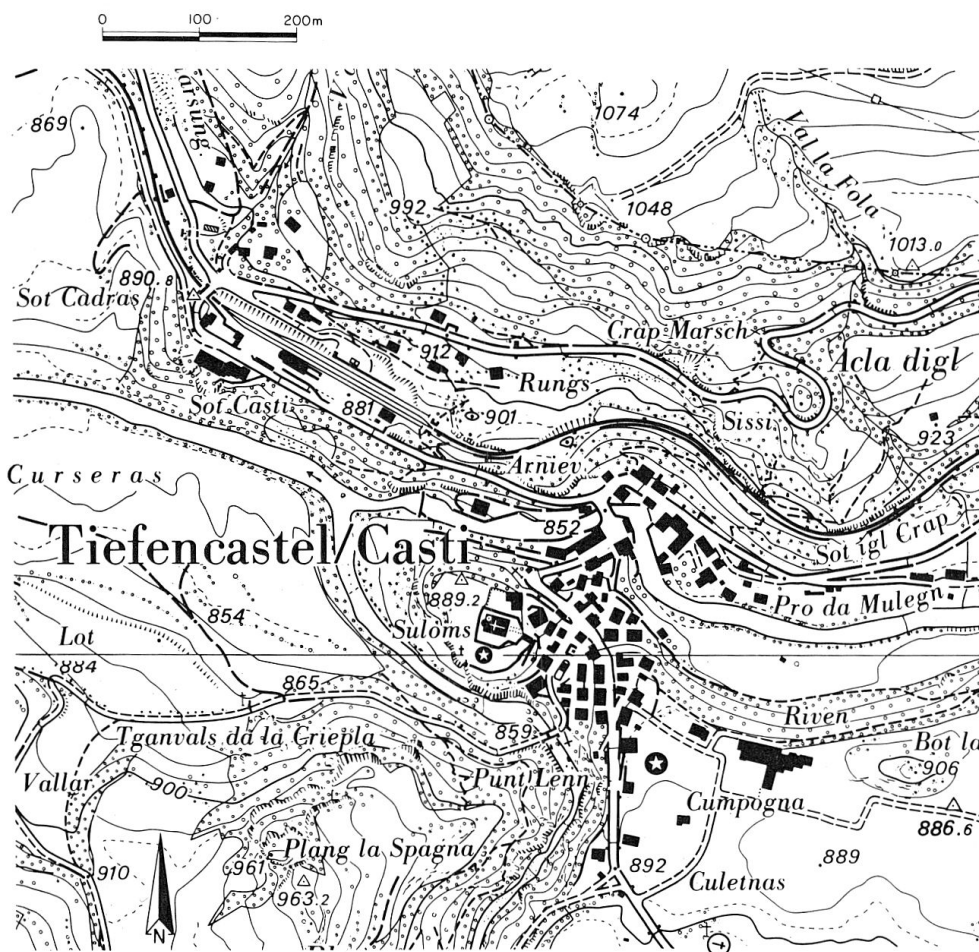 0 100 200m
869
1074
Val la Fola
992
1048
1013.0
890.8
Sot Cadras
Crap Marsch
912
Acla digl
Rungs
Sot Casti
881
901
Sissi
923
Curseras
Arniev
852
Sot igl Crap
Tiefencastel/Casti
889.2
Pro da Mulegn
854
Suloms
Lot
884
865
859
Riven
Tganvals da la Criepla
Bot la
906
Vallar
900
Punt Lenn
Cumpogna
886.6
Plang la Spagna
961
892
889
910
963.2
Culetnas
N